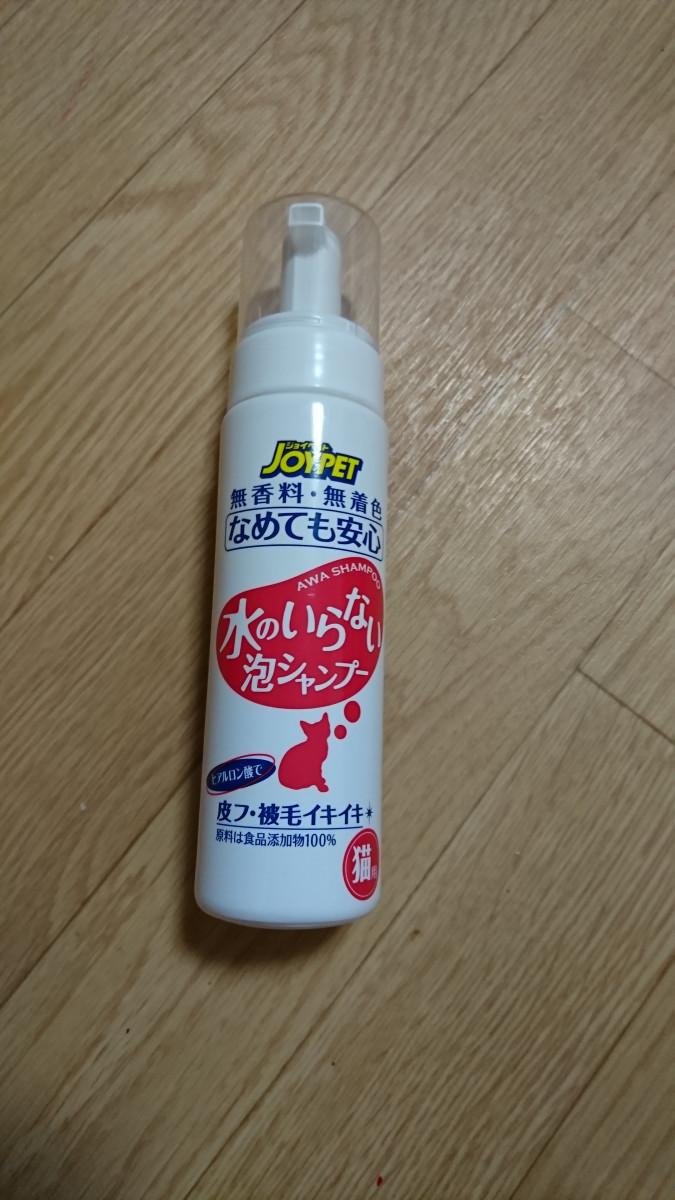 ジョイペット
JOYPET
無香料・無着色
なめても安心
AWA SHAMPOO
水のいらない
泡シャンプー
ヒアルロン酸で
皮フ・被毛イキイキ
原料は食品添加物100%
猫用